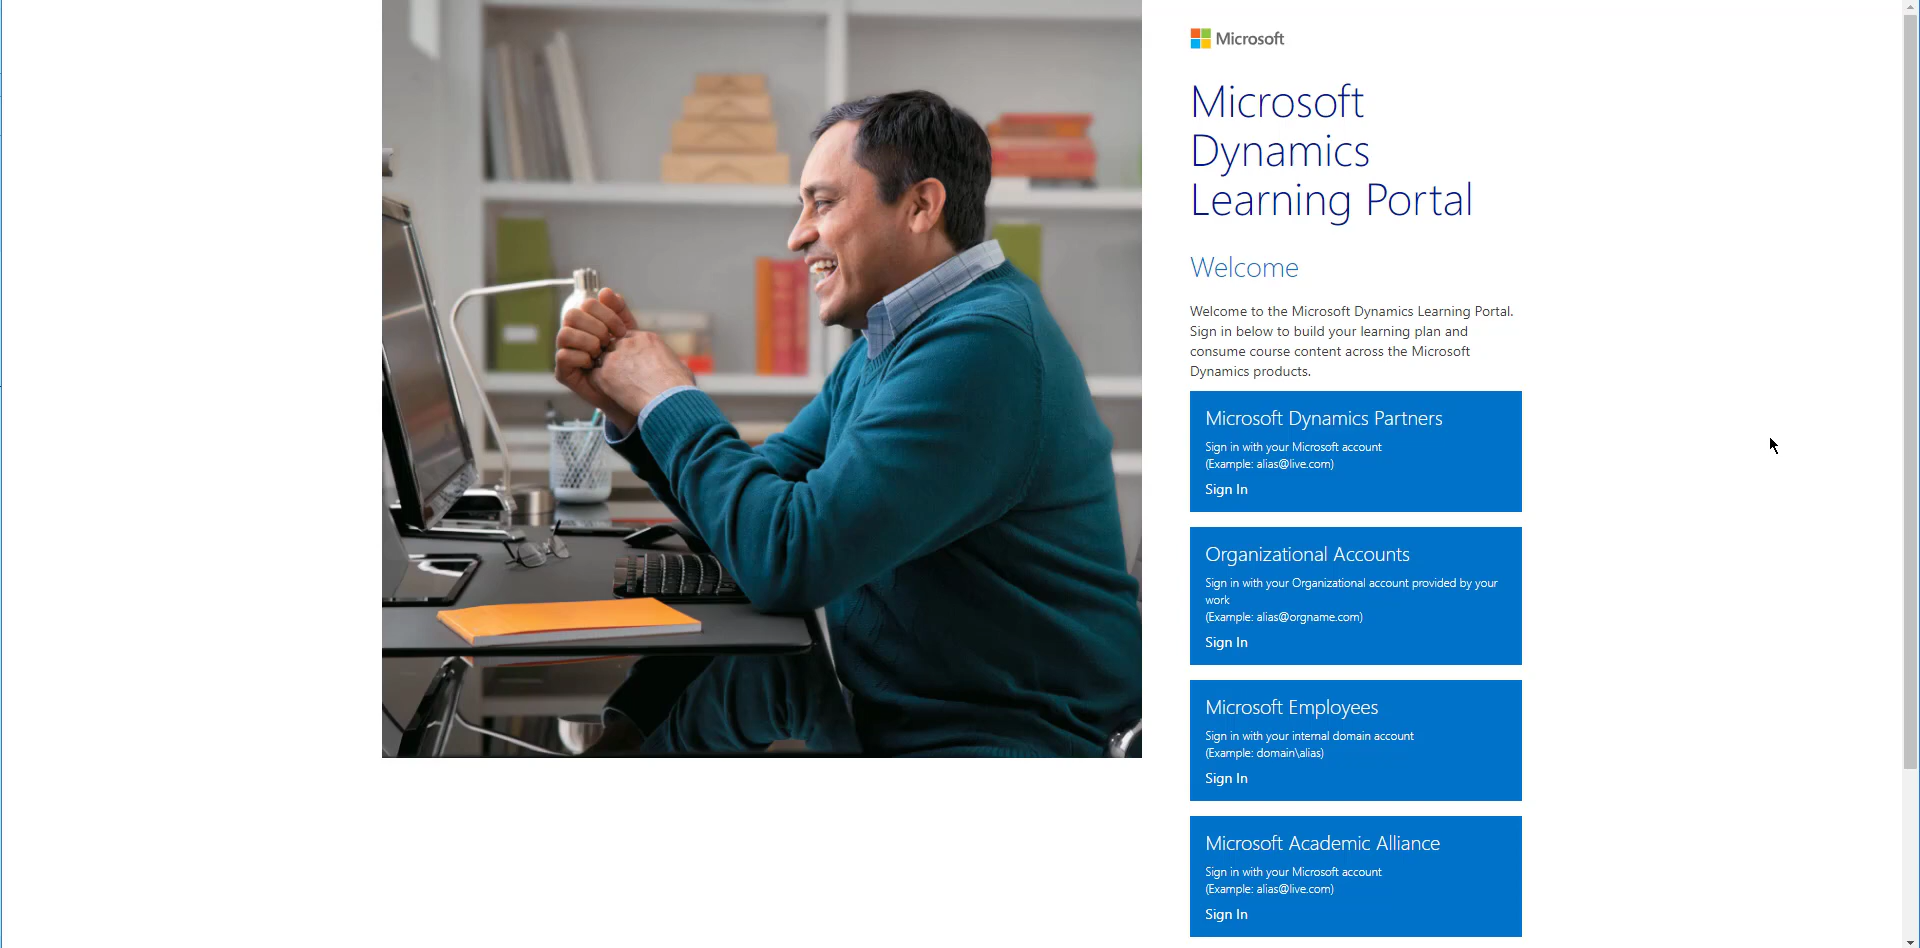 Microsoft
Microsoft
Dynamics
Learning Portal
Welcome
Welcome to the Microsoft Dynamics Learning Portal.
Sign in below to build your learning plan and
consume course content across the Microsoft
Dynamics products.
Microsoft Dynamics Partners
Sign in with your Microsoft account
(Example: alias@live.com)
Sign In
Organizational Accounts
Sign in with your Organizational account provided by your
work
(Example: alias@orgname.com)
Sign In
Microsoft Employees
Sign in with your internal domain account
(Example: domain\alias)
Sign In
Microsoft Academic Alliance
Sign in with your Microsoft account
(Example: alias@live.com)
Sign In